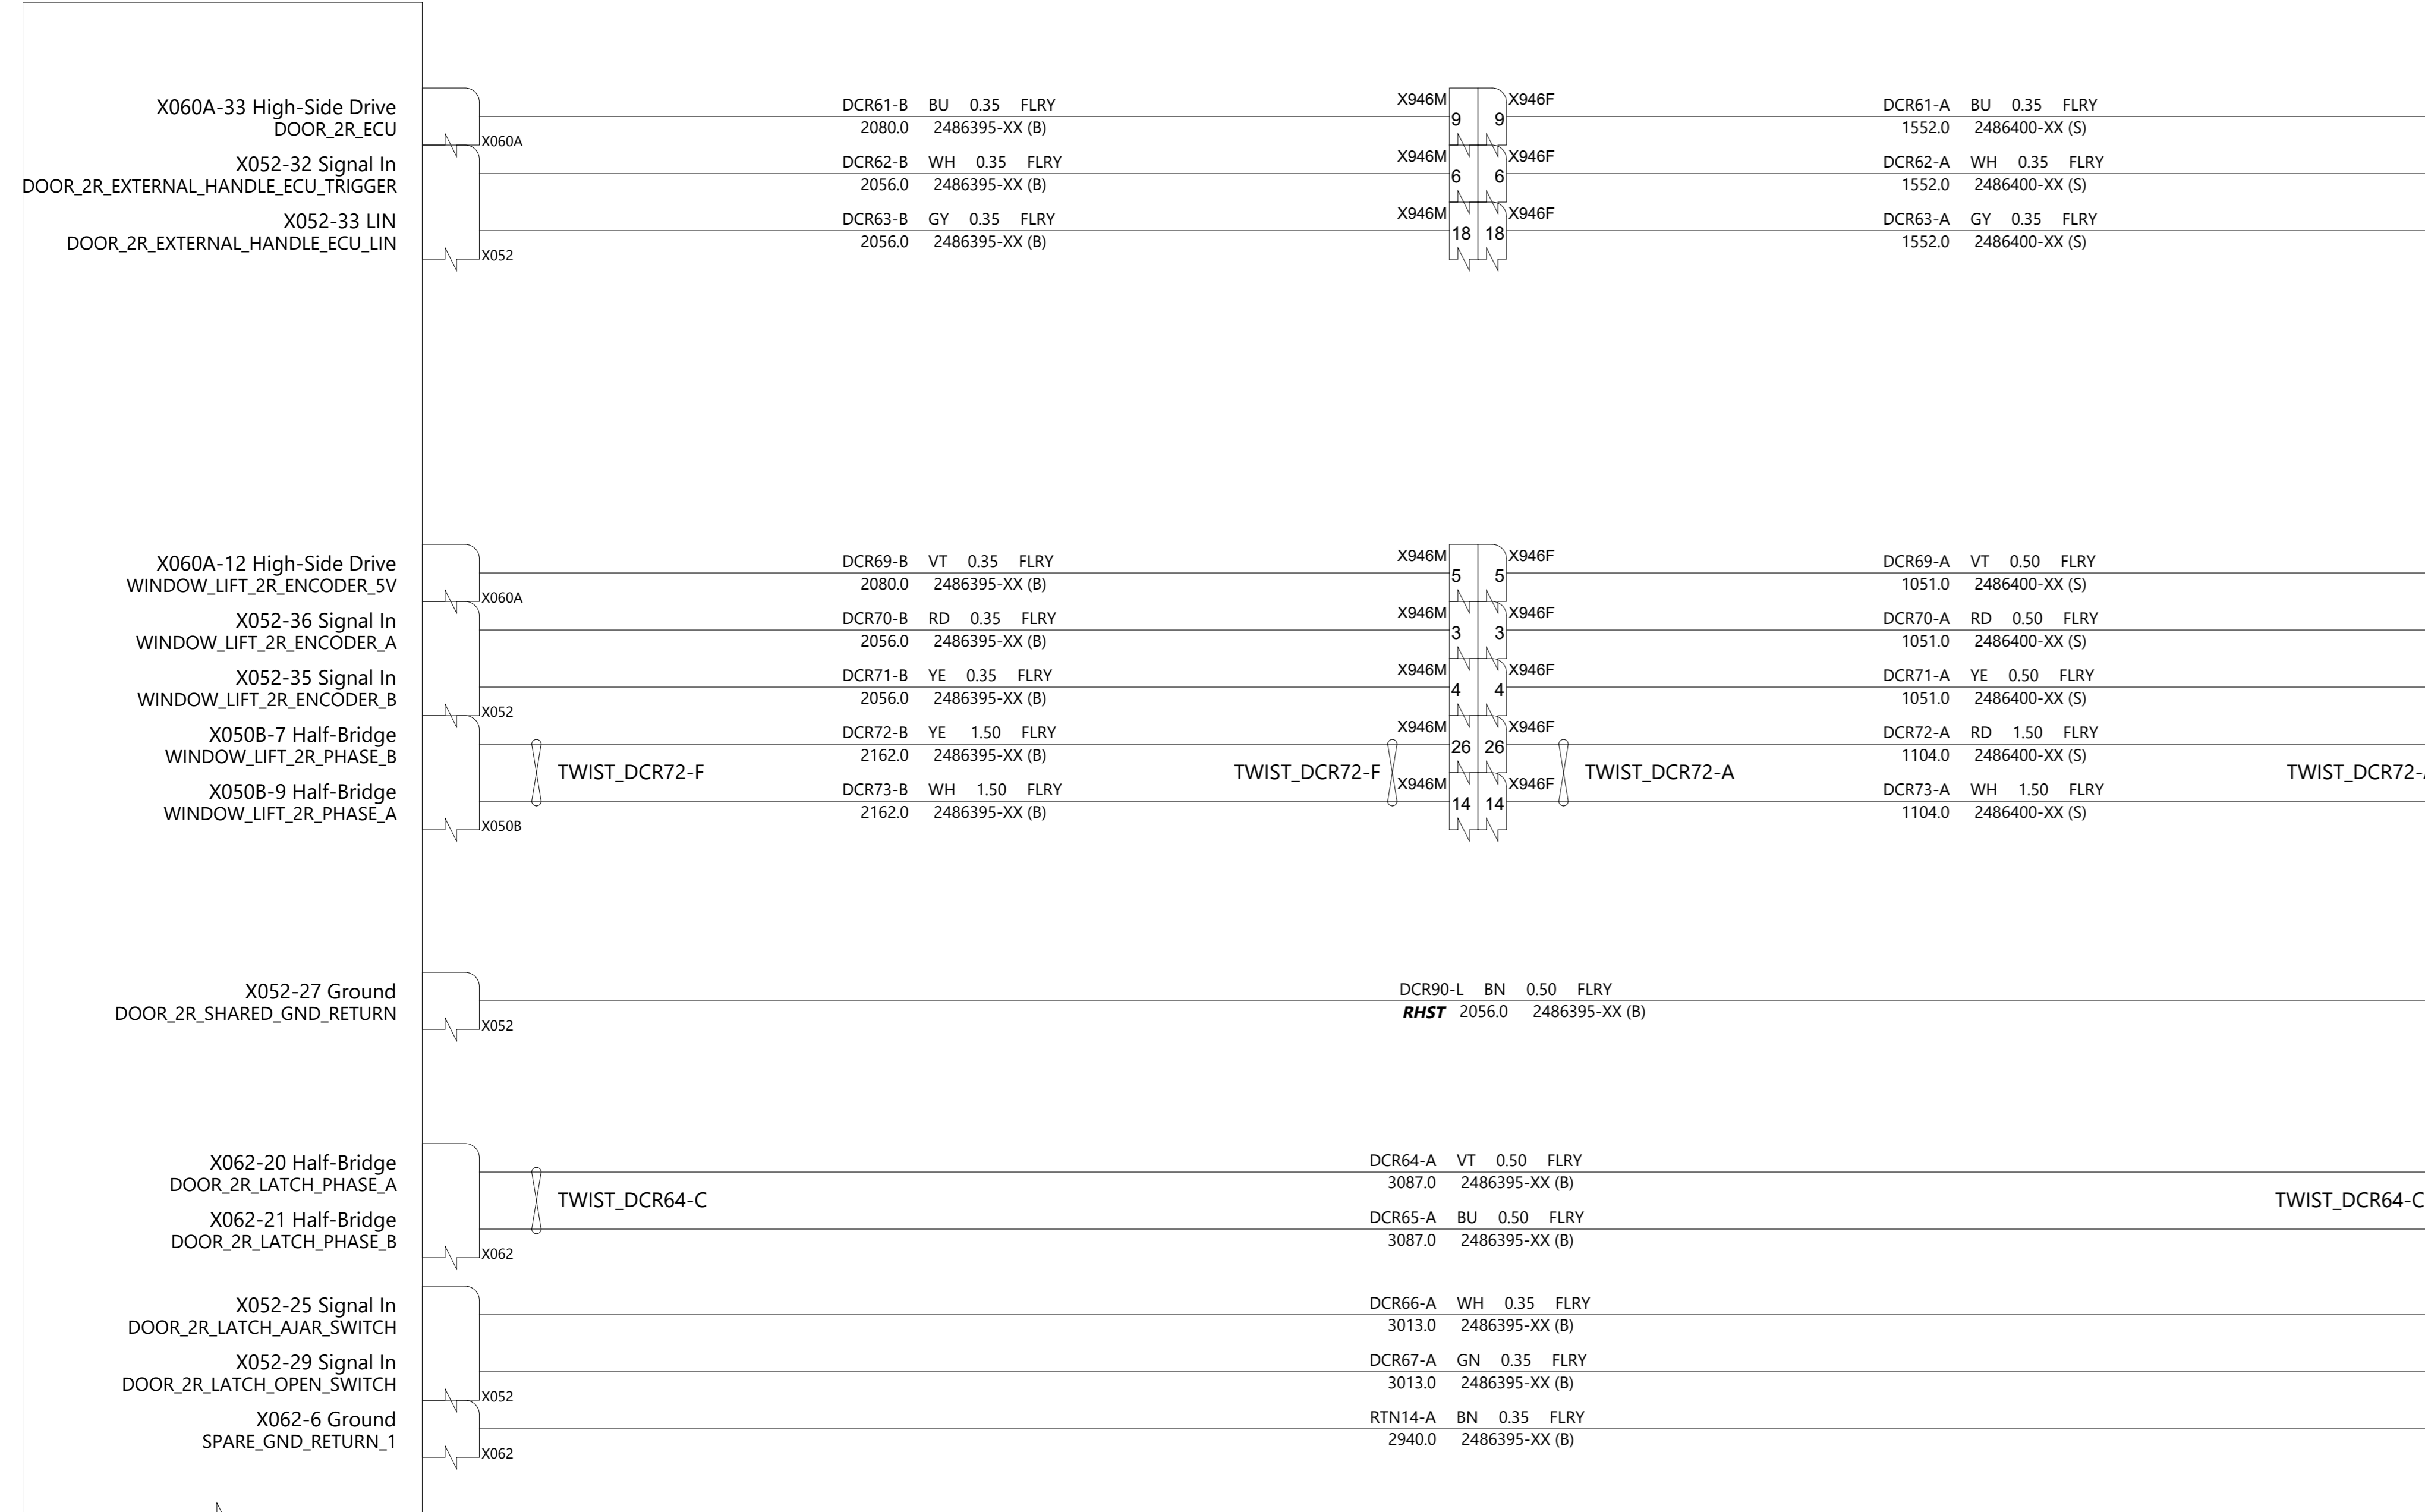 X060A-33 High-Side Drive
DOOR_2R_ECU
X060A
DCR61-B BU 0.35 FLRY
2080.0 2486395-XX (B)
X946M 9 9 X946F
DCR61-A BU 0.35 FLRY
1552.0 2486400-XX (S)
X052-32 Signal In
DOOR_2R_EXTERNAL_HANDLE_ECU_TRIGGER
DCR62-B WH 0.35 FLRY
2056.0 2486395-XX (B)
X946M 6 6 X946F
DCR62-A WH 0.35 FLRY
1552.0 2486400-XX (S)
X052-33 LIN
DOOR_2R_EXTERNAL_HANDLE_ECU_LIN
X052
DCR63-B GY 0.35 FLRY
2056.0 2486395-XX (B)
X946M 18 18 X946F
DCR63-A GY 0.35 FLRY
1552.0 2486400-XX (S)
X060A-12 High-Side Drive
WINDOW_LIFT_2R_ENCODER_5V
X060A
DCR69-B VT 0.35 FLRY
2080.0 2486395-XX (B)
X946M 5 5 X946F
DCR69-A VT 0.50 FLRY
1051.0 2486400-XX (S)
X052-36 Signal In
WINDOW_LIFT_2R_ENCODER_A
DCR70-B RD 0.35 FLRY
2056.0 2486395-XX (B)
X946M 3 3 X946F
DCR70-A RD 0.50 FLRY
1051.0 2486400-XX (S)
X052-35 Signal In
WINDOW_LIFT_2R_ENCODER_B
X052
DCR71-B YE 0.35 FLRY
2056.0 2486395-XX (B)
X946M 4 4 X946F
DCR71-A YE 0.50 FLRY
1051.0 2486400-XX (S)
X050B-7 Half-Bridge
WINDOW_LIFT_2R_PHASE_B
DCR72-B YE 1.50 FLRY
2162.0 2486395-XX (B)
X946M 26 26 X946F
DCR72-A RD 1.50 FLRY
1104.0 2486400-XX (S)
TWIST_DCR72-F TWIST_DCR72-F TWIST_DCR72-A TWIST_DCR72-A
X050B-9 Half-Bridge
WINDOW_LIFT_2R_PHASE_A
X050B
DCR73-B WH 1.50 FLRY
2162.0 2486395-XX (B)
X946M 14 14 X946F
DCR73-A WH 1.50 FLRY
1104.0 2486400-XX (S)
X052-27 Ground
DOOR_2R_SHARED_GND_RETURN
X052
DCR90-L BN 0.50 FLRY
RHST 2056.0 2486395-XX (B)
X062-20 Half-Bridge
DOOR_2R_LATCH_PHASE_A
DCR64-A VT 0.50 FLRY
3087.0 2486395-XX (B)
TWIST_DCR64-C TWIST_DCR64-C
X062-21 Half-Bridge
DOOR_2R_LATCH_PHASE_B
X062
DCR65-A BU 0.50 FLRY
3087.0 2486395-XX (B)
X052-25 Signal In
DOOR_2R_LATCH_AJAR_SWITCH
DCR66-A WH 0.35 FLRY
3013.0 2486395-XX (B)
X052-29 Signal In
DOOR_2R_LATCH_OPEN_SWITCH
X052
DCR67-A GN 0.35 FLRY
3013.0 2486395-XX (B)
X062-6 Ground
SPARE_GND_RETURN_1
X062
RTN14-A BN 0.35 FLRY
2940.0 2486395-XX (B)